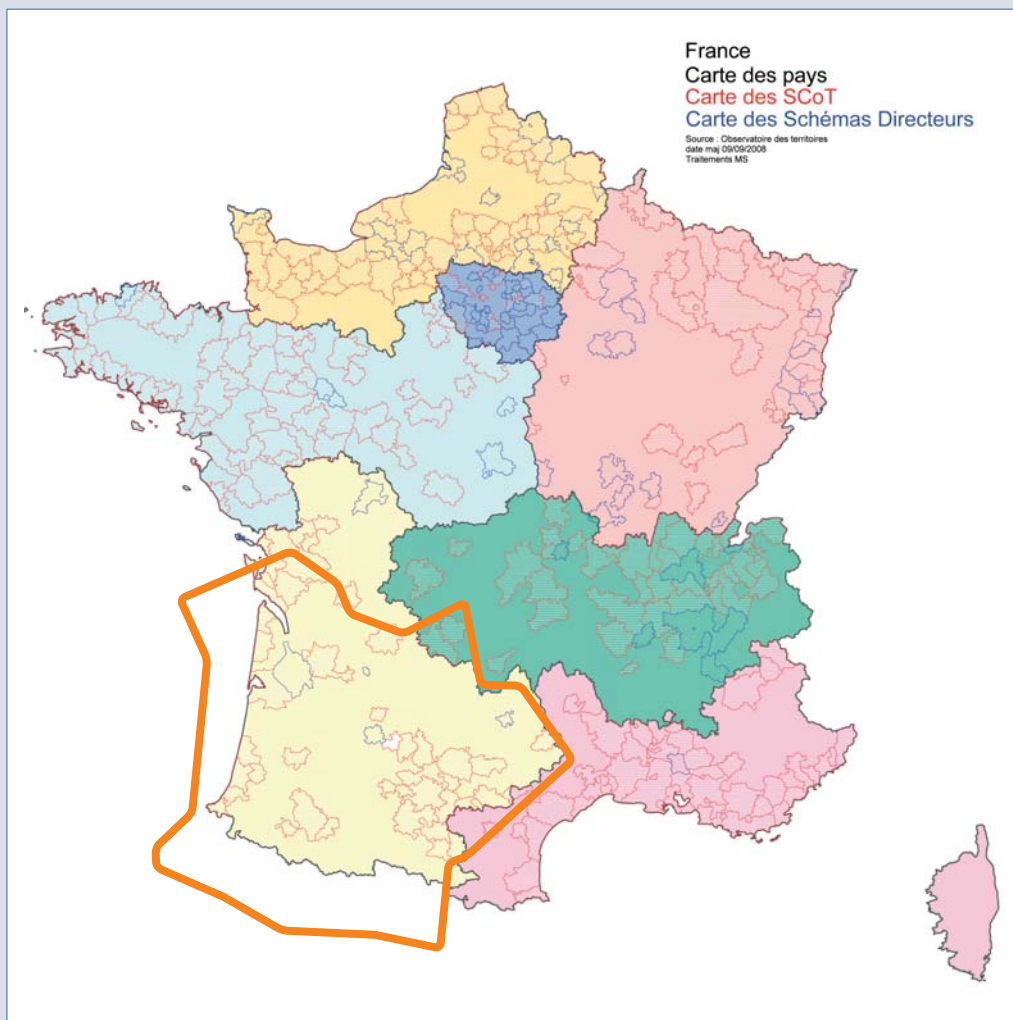 France
Carte des pays
Carte des SCoT
Carte des Schémas Directeurs
Source : Observatoire des territoires
date maj 09/09/2008
Traitements MS